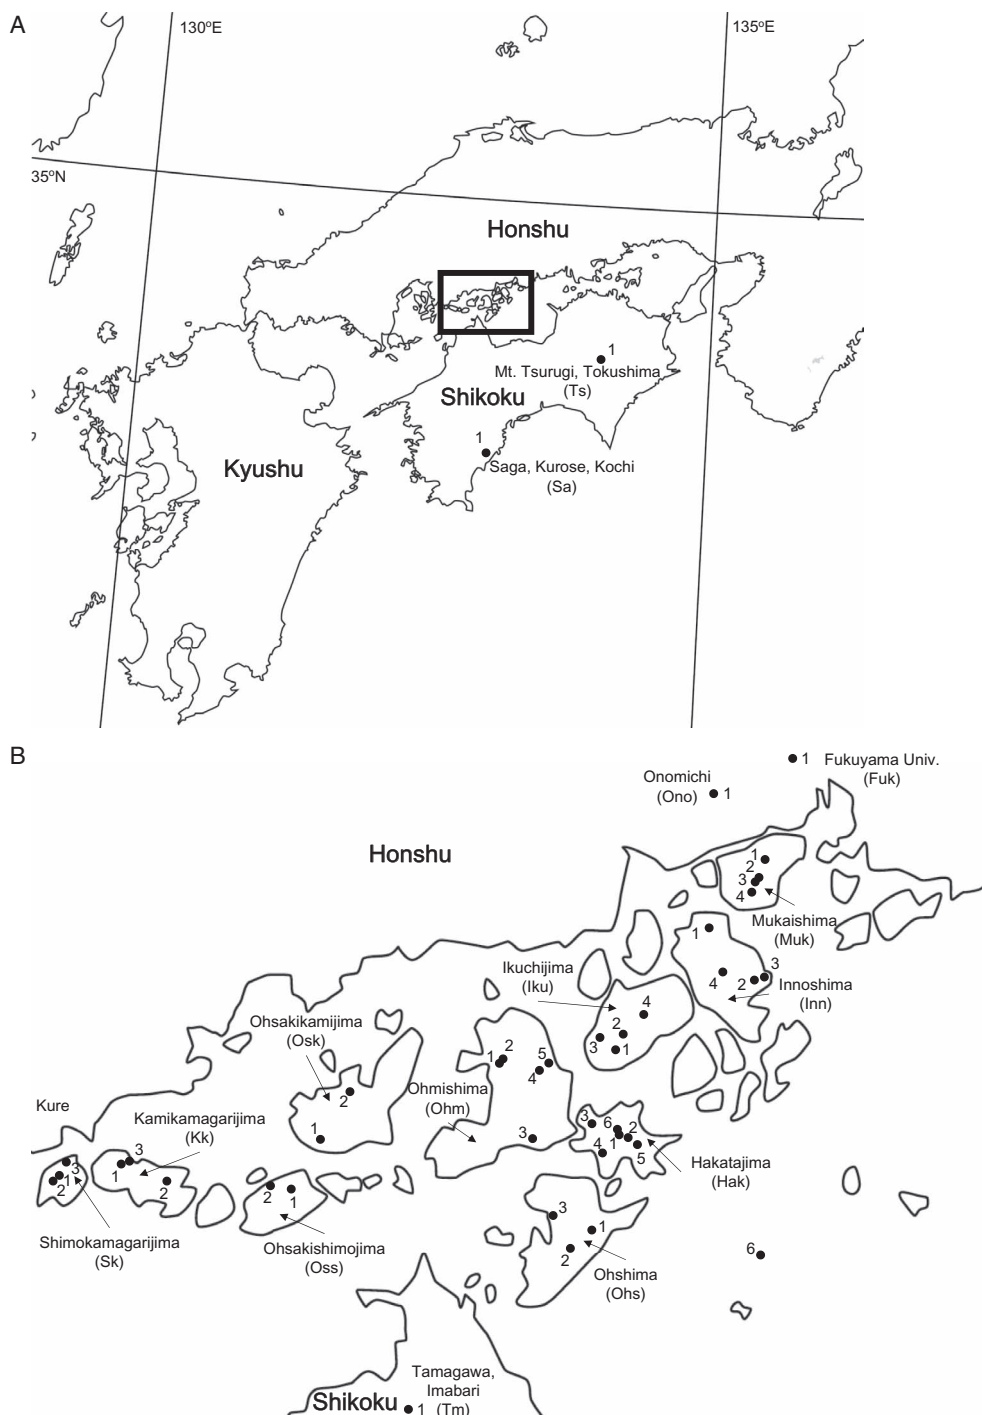 A
130°E
135°E
35°N
Honshu
1
Mt. Tsurugi, Tokushima
(Ts)
Shikoku
1
Saga, Kurose, Kochi
(Sa)
Kyushu
B
1 Fukuyama Univ.
(Fuk)
Onomichi
(Ono) 1
Honshu
1
2
3
4
Mukaishima
(Muk)
1
3
4 2
Innoshima
(Inn)
Ikuchijima
(Iku)
4
2
3 1
Ohsakikamijima
(Osk)
2
1
1 2
5
4
Ohmishima
(Ohm)
3
Kure
Kamikamagarijima
(Kk)
3
1
2
3
1
2
Shimokamagarijima
(Sk)
2 1
Ohsakishimojima
(Oss)
3 6 2
4 1
5
Hakatajima
(Hak)
3
1
2
Ohshima
(Ohs)
6
Tamagawa,
Imabari
Shikoku 1 (Tm)